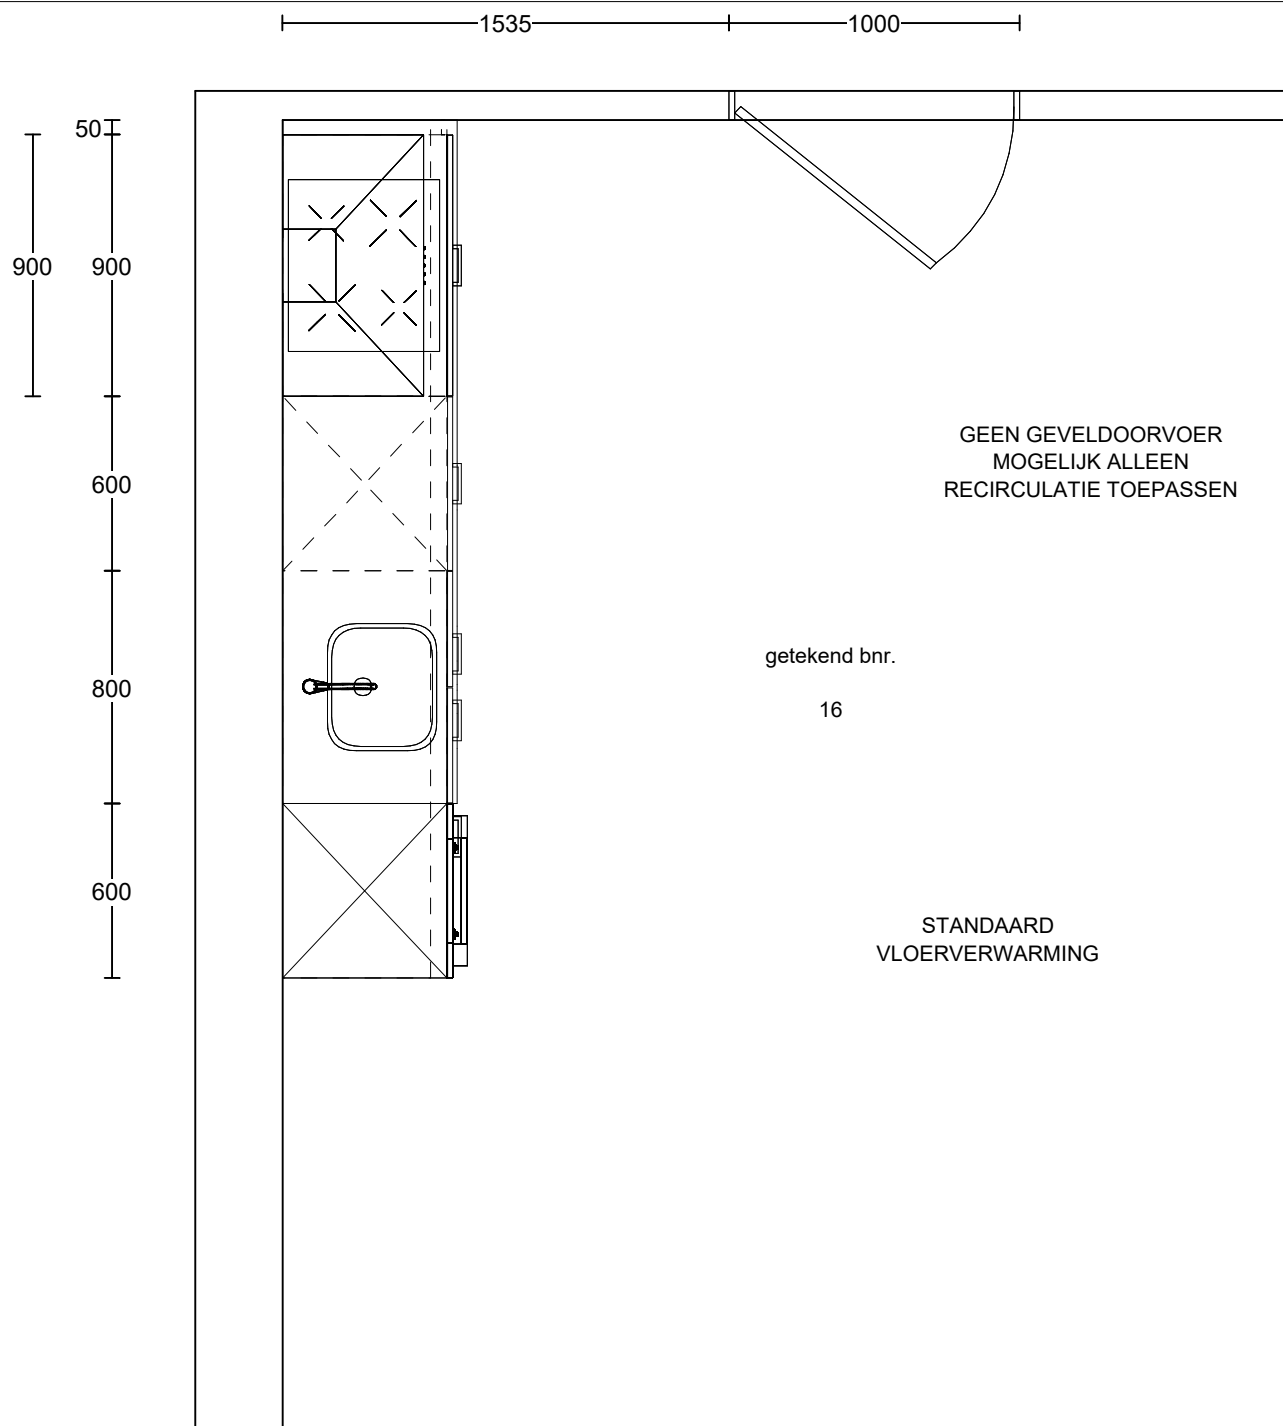 1535
1000
50
900
900
600
800
600
GEEN GEVELDOORVOER
MOGELIJK ALLEEN
RECIRCULATIE TOEPASSEN
getekend bnr.
16
STANDAARD
VLOERVERWARMING